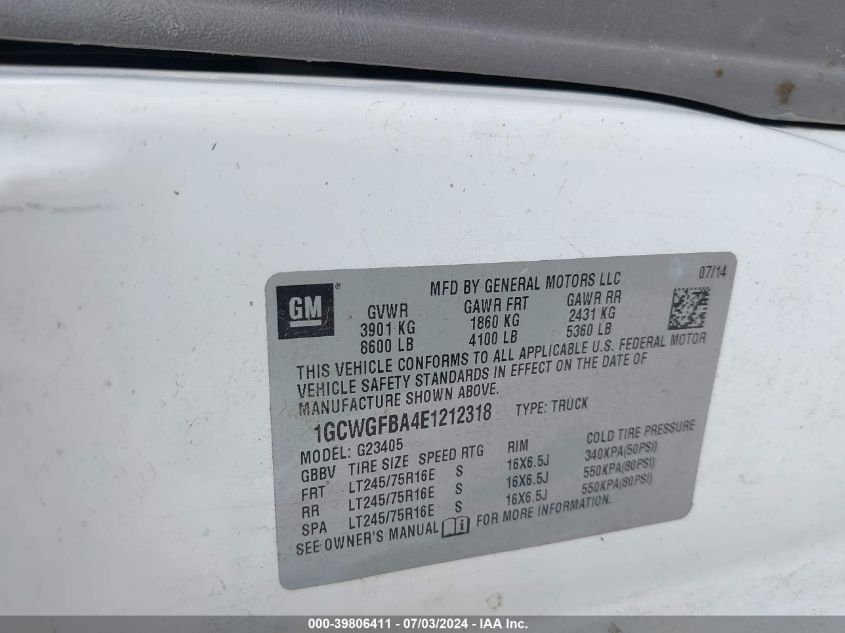 MFD BY GENERAL MOTORS LLC 07/14
GM ®
GVWR GAWR FRT GAWR RR
3901 KG 1860 KG 2431 KG
8600 LB 4100 LB 5360 LB
THIS VEHICLE CONFORMS TO ALL APPLICABLE U.S. FEDERAL MOTOR
VEHICLE SAFETY STANDARDS IN EFFECT ON THE DATE OF
MANUFACTURE SHOWN ABOVE.
1GCWGFBA4E1212318 TYPE: TRUCK
MODEL: G23405
GBBV TIRE SIZE SPEED RTG RIM COLD TIRE PRESSURE
FRT LT245/75R16E S 16X6.5J 340KPA(50PSI)
RR LT245/75R16E S 16X6.5J 550KPA(80PSI)
SPA LT245/75R16E S 16X6.5J 550KPA(80PSI)
SEE OWNER'S MANUAL FOR MORE INFORMATION.
000-39806411 - 07/03/2024 - IAAI.com. Copyright IAA, LLC.